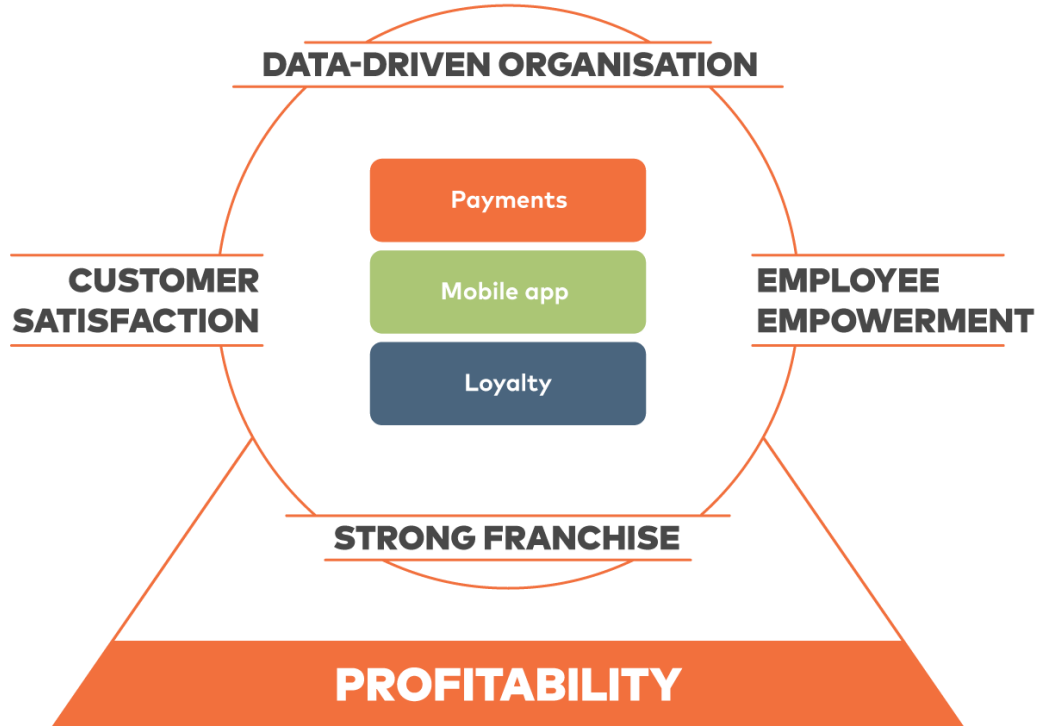 DATA-DRIVEN ORGANISATION
Payments
CUSTOMER
SATISFACTION
Mobile app
EMPLOYEE
EMPOWERMENT
Loyalty
STRONG FRANCHISE
PROFITABILITY